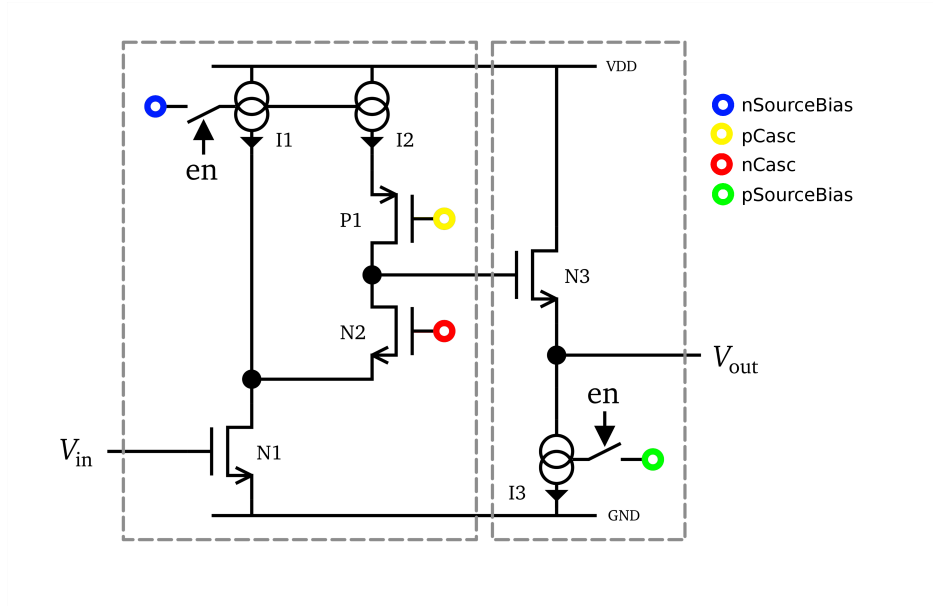 VDD
nSourceBias
pCasc
nCasc
pSourceBias
I1
I2
en
P1
N3
N2
Vout
en
Vin
N1
I3
GND